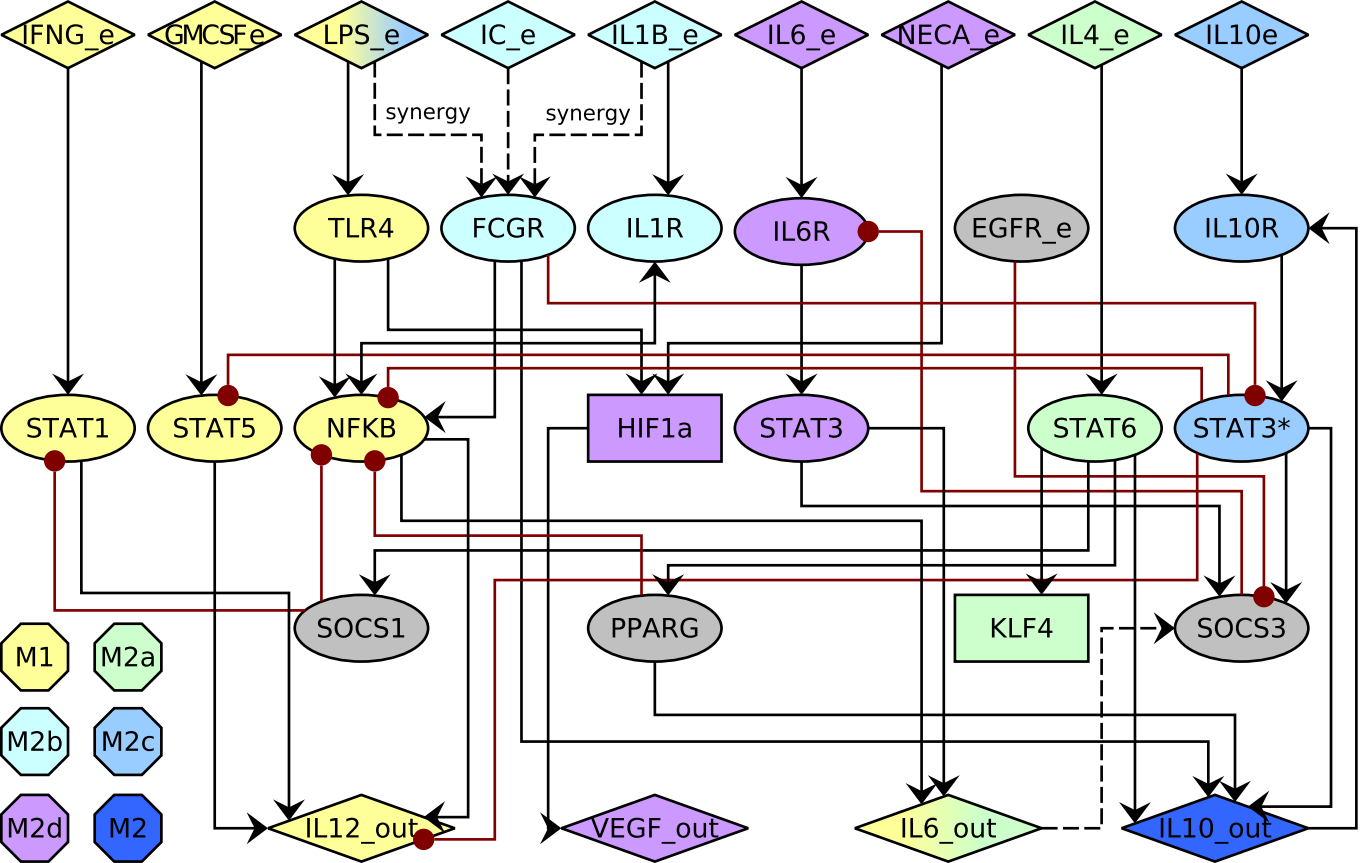 IFNG_e GMCSFe LPS_e IC_e IL1B_e IL6_e NECA_e IL4_e IL10e
synergy synergy
TLR4 FCGR IL1R IL6R EGFR_e IL10R
STAT1 STAT5 NFKB HIF1a STAT3 STAT6 STAT3*
SOCS1 PPARG KLF4 SOCS3
M1 M2a
M2b M2c
M2d M2
IL12_out VEGF_out IL6_out IL10_out